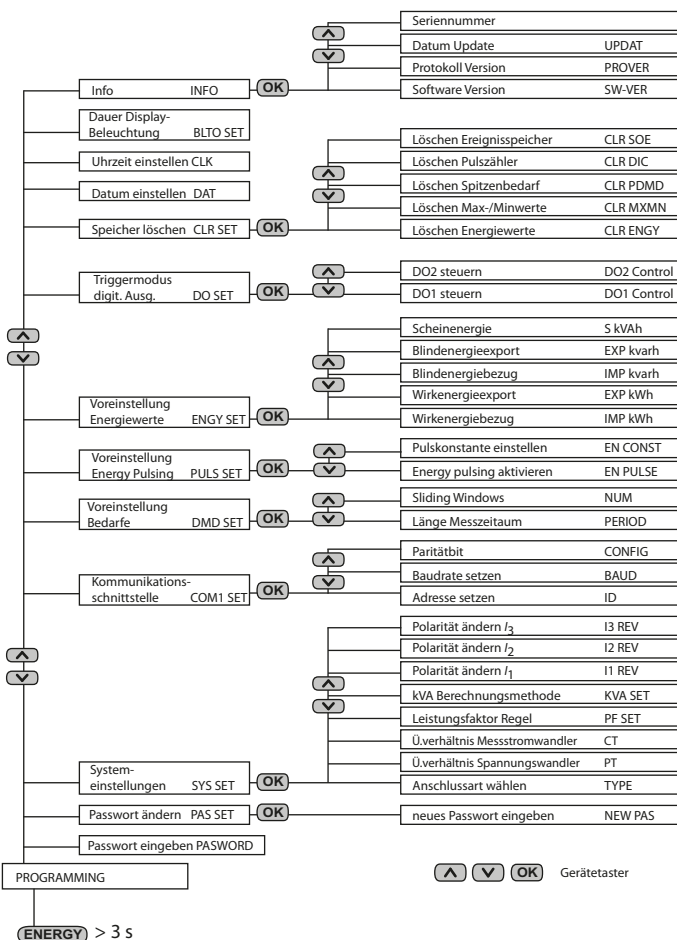 Seriennummer
Datum Update UPDAT
Protokoll Version PROVER
Software Version SW-VER
Info INFO OK
Dauer Display-
Beleuchtung BLTO SET
Uhrzeit einstellen CLK
Datum einstellen DAT
Speicher löschen CLR SET OK
Löschen Ereignisspeicher CLR SOE
Löschen Pulszähler CLR DIC
Löschen Spitzenbedarf CLR PDMD
Löschen Max-/Minwerte CLR MXMN
Löschen Energiewerte CLR ENGY
Triggermodus
digit. Ausg. DO SET OK
DO2 steuern DO2 Control
DO1 steuern DO1 Control
Scheinenergie S kVAh
Blindenergieexport EXP kvarh
Blindenergiebezug IMP kvarh
Wirkenergieexport EXP kWh
Wirkenergiebezug IMP kWh
Voreinstellung
Energiewerte ENGY SET OK
Voreinstellung
Energy Pulsing PULS SET OK
Pulskonstante einstellen EN CONST
Energy pulsing aktivieren EN PULSE
Voreinstellung
Bedarfe DMD SET OK
Sliding Windows NUM
Länge Messzeitaum PERIOD
Kommunikations-
schnittstelle COM1 SET OK
Paritätbit CONFIG
Baudrate setzen BAUD
Adresse setzen ID
Polarität ändern I3 I3 REV
Polarität ändern I2 I2 REV
Polarität ändern I1 I1 REV
kVA Berechnungsmethode KVA SET
Leistungsfaktor Regel PF SET
Ü.verhältnis Messstromwandler CT
Ü.verhältnis Spannungswandler PT
Anschlussart wählen TYPE
System-
einstellungen SYS SET OK
Passwort ändern PAS SET OK
neues Passwort eingeben NEW PAS
Passwort eingeben PASWORD
PROGRAMMING
OK Gerätetaster
ENERGY > 3 s